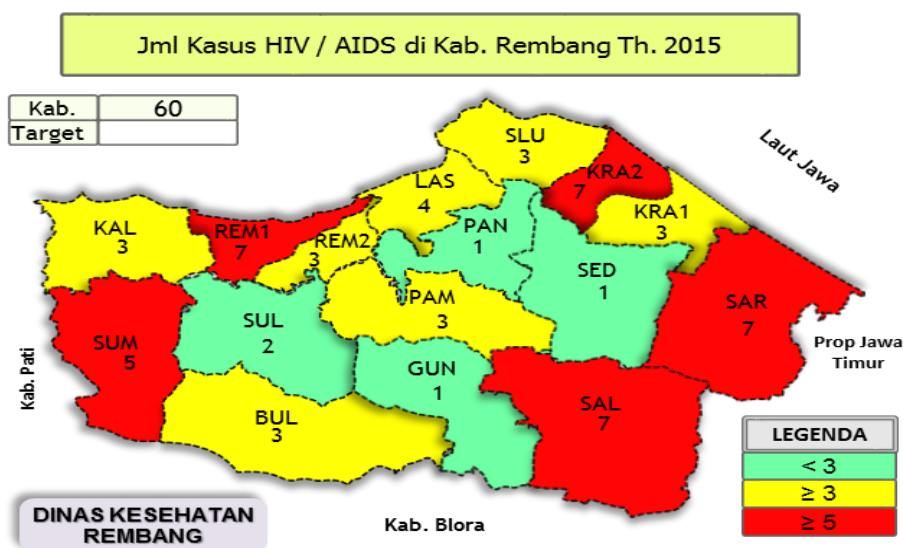 Jml Kasus HIV / AIDS di Kab. Rembang Th. 2015
Kab. 60
Target
Laut Jawa
SLU
3
KRA2
7
LAS
4
KRA1
3
KAL
3
REM1
7
REM2
3
PAN
1
SED
1
SAR
7
PAM
3
SUL
2
SUM
5
GUN
1
SAL
7
BUL
3
Kab. Pati
Prop Jawa
Timur
Kab. Blora
LEGENDA
< 3
≥ 3
≥ 5
DINAS KESEHATAN
REMBANG